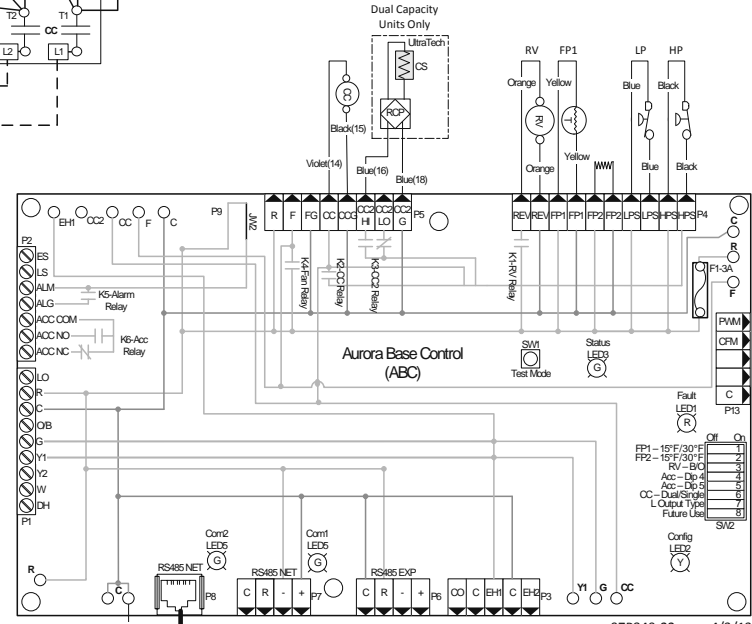 Dual Capacity
Units Only
T2
T1
CC
L2
L1
UltraTech
CS
CC
RCP
Black(15)
Violet(14)
Blue(16)
Blue(18)
RV
FP1
LP
HP
Orange
Yellow
Blue
Black
RV
T
Orange
Yellow
Blue
Black
EH1
CC2
CC
F
C
P9
JW2
R
F
FG
CC
CCG
CC2 HI
CC2 LO
CC2 G
P5
REV
REV
FP1
FP1
FP2
FP2
LPS
LPS
HPS
HPS
P4
C
R
F1-3A
F
P2
ES
LS
ALM
ALG
ACC COM
ACC NO
ACC NC
K5-Alarm
Relay
K6-Acc
Relay
K4-Fan Relay
K2-CC Relay
K3-CC2 Relay
K1-RV Relay
Aurora Base Control
(ABC)
SW1
Test Mode
Status
LED3
G
PWM
CFM
C
P13
Fault
LED1
R
Off On
FP1 – 15°F/30°F 1
FP2 – 15°F/30°F 2
RV – B/O 3
Acc – Dip 4 4
Acc – Dip 5 5
CC – Dual/Single 6
L Output Type 7
Future Use 8
SW2
Config
LED2
Y
LO
R
C
O/B
G
Y1
Y2
W
DH
P1
R
C
RS485 NET
P8
Com2
LED5
G
Com1
LED5
G
RS485 NET
C
R
-
+
P7
RS485 EXP
C
R
-
+
P6
CO
C
EH1
C
EH2
P3
Y1
G
CC